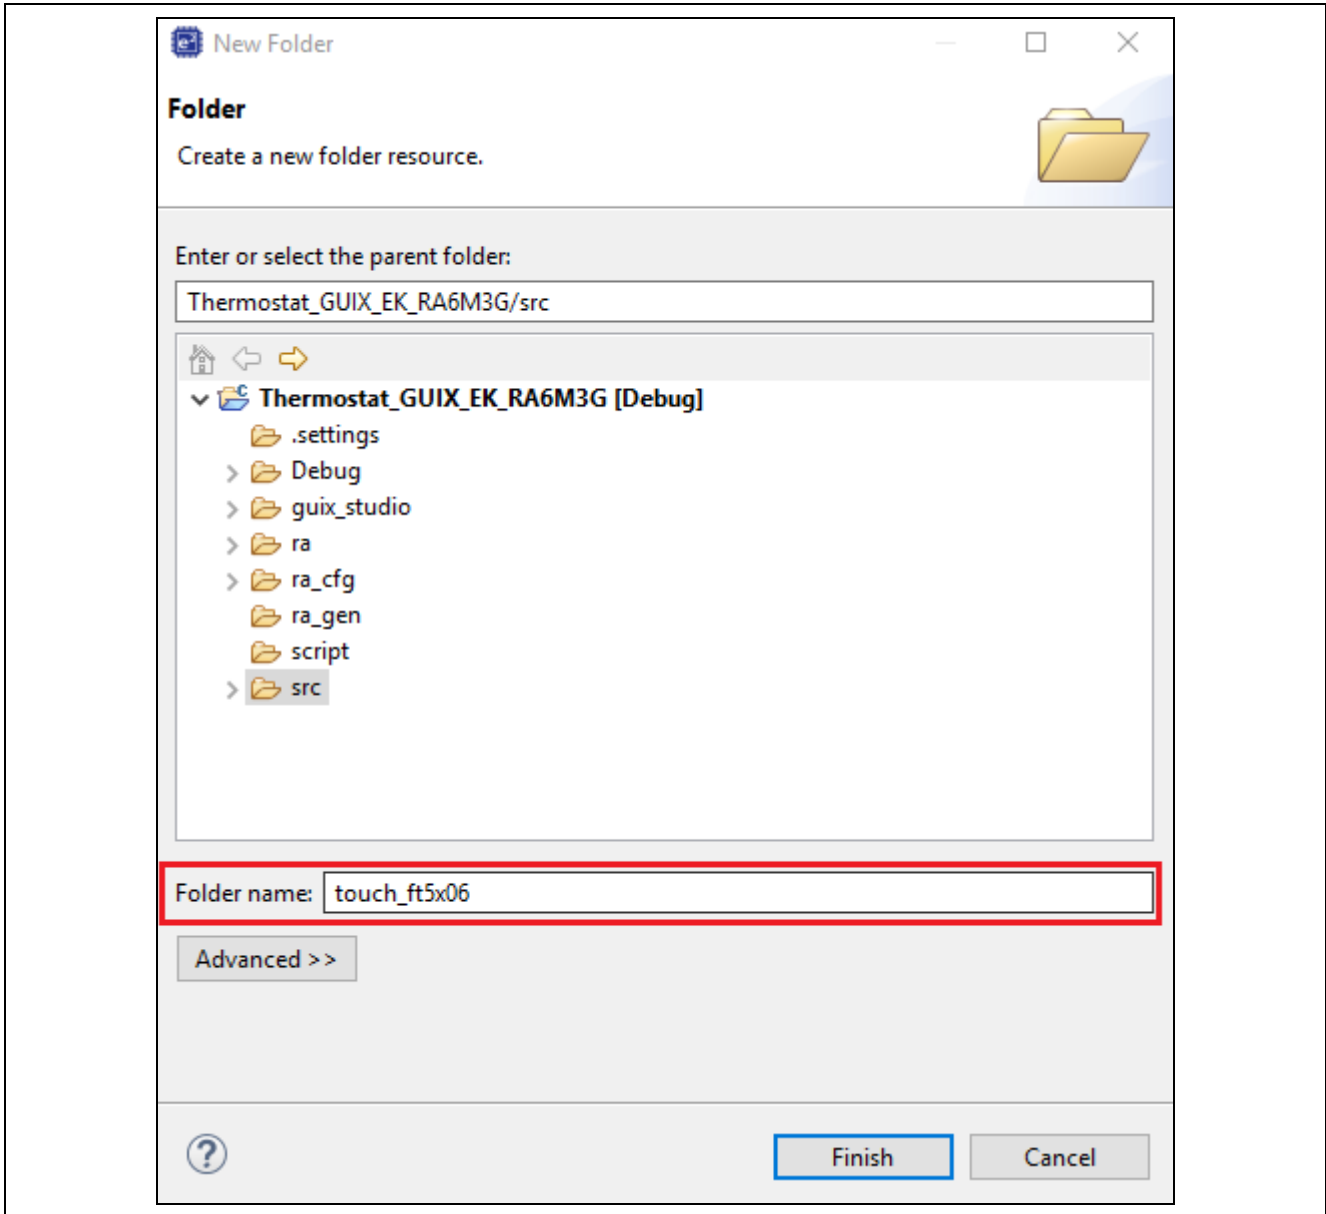 New Folder
Folder
Create a new folder resource.
Enter or select the parent folder:
Thermostat_GUIX_EK_RA6M3G/src
Thermostat_GUIX_EK_RA6M3G [Debug]
.settings
Debug
guix_studio
ra
ra_cfg
ra_gen
script
src
Folder name: touch_ft5x06
Advanced >>
Finish Cancel